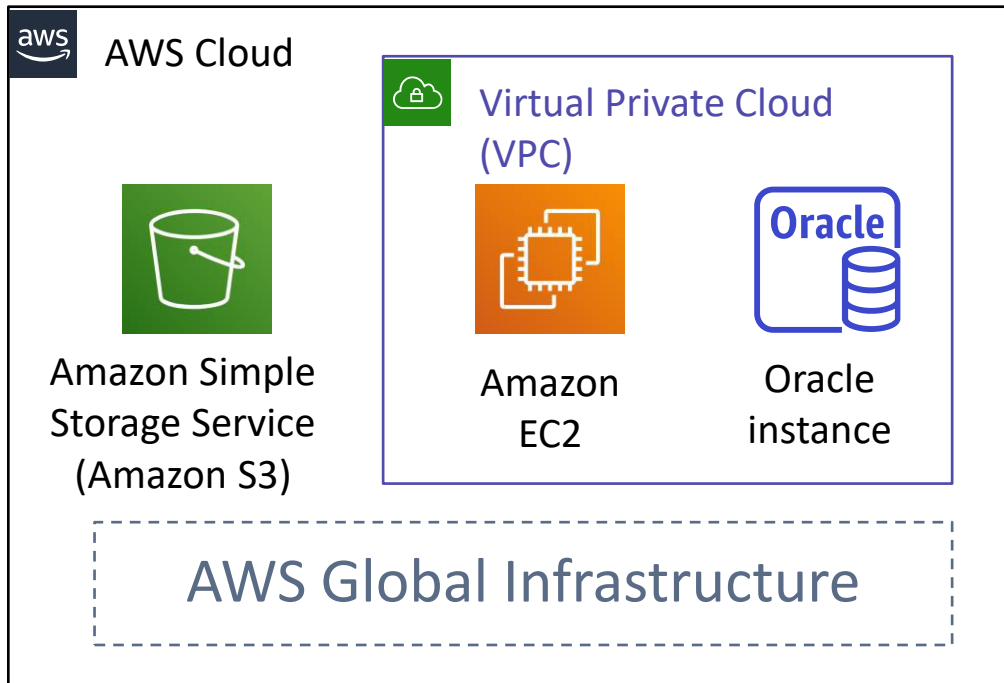 aws
AWS Cloud
Virtual Private Cloud
(VPC)
Oracle
Amazon Simple
Storage Service
(Amazon S3)
Amazon
EC2
Oracle
instance
AWS Global Infrastructure